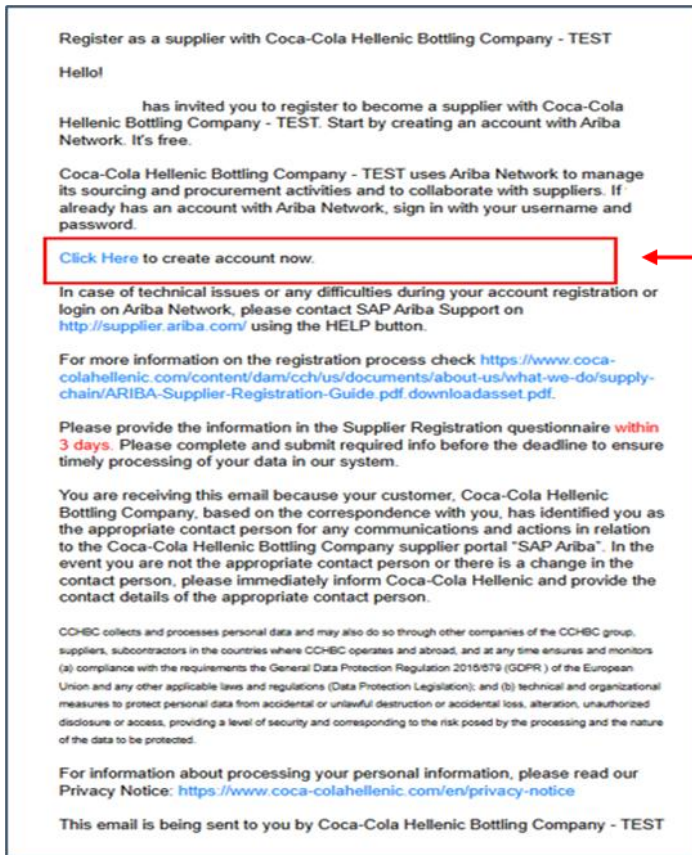 Register as a supplier with Coca-Cola Hellenic Bottling Company - TEST
Hello!
has invited you to register to become a supplier with Coca-Cola
Hellenic Bottling Company - TEST. Start by creating an account with Ariba
Network. It's free.
Coca-Cola Hellenic Bottling Company - TEST uses Ariba Network to manage
its sourcing and procurement activities and to collaborate with suppliers. If
already has an account with Ariba Network, sign in with your username and
password.
Click Here to create account now.
In case of technical issues or any difficulties during your account registration or
login on Ariba Network, please contact SAP Ariba Support on
http://supplier.ariba.com/ using the HELP button.
For more information on the registration process check https://www.coca-
colahellenic.com/content/dam/cch/us/documents/about-us/what-we-do/supply-
chain/ARIBA-Supplier-Registration-Guide.pdf.downloadasset.pdf.
Please provide the information in the Supplier Registration questionnaire within
3 days. Please complete and submit required info before the deadline to ensure
timely processing of your data in our system.
You are receiving this email because your customer, Coca-Cola Hellenic
Bottling Company, based on the correspondence with you, has identified you as
the appropriate contact person for any communications and actions in relation
to the Coca-Cola Hellenic Bottling Company supplier portal "SAP Ariba". In the
event you are not the appropriate contact person or there is a change in the
contact person, please immediately inform Coca-Cola Hellenic and provide the
contact details of the appropriate contact person.
CCHBC collects and processes personal data and may also do so through other companies of the CCHBC group,
suppliers, subcontractors in the countries where CCHBC operates and abroad, and at any time ensures and monitors
(a) compliance with the requirements the General Data Protection Regulation 2016/679 (GDPR ) of the European
Union and any other applicable laws and regulations (Data Protection Legislation); and (b) technical and organizational
measures to protect personal data from accidental or unlawful destruction or accidental loss, alteration, unauthorized
disclosure or access, providing a level of security and corresponding to the risk posed by the processing and the nature
of the data to be protected.
For information about processing your personal information, please read our
Privacy Notice: https://www.coca-colahellenic.com/en/privacy-notice
This email is being sent to you by Coca-Cola Hellenic Bottling Company - TEST